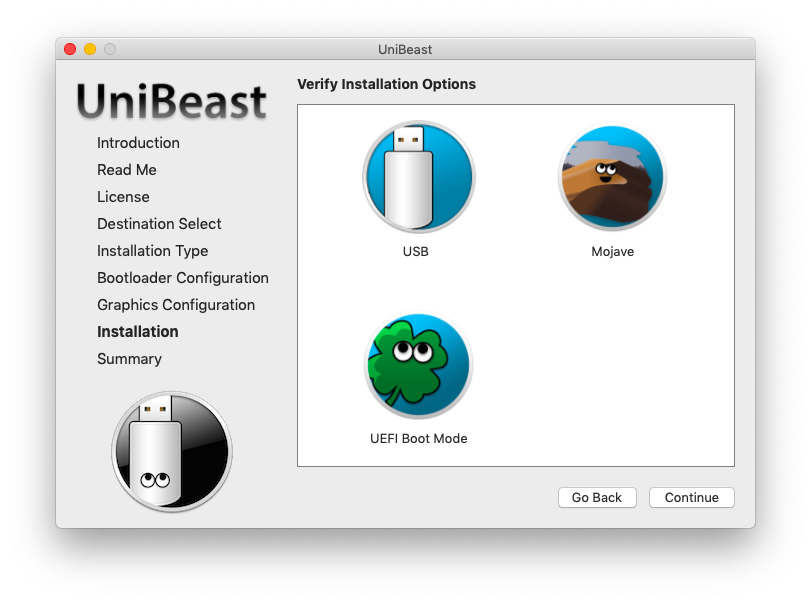 UniBeast
UniBeast
Verify Installation Options
Introduction
Read Me
License
Destination Select
Installation Type
Bootloader Configuration
Graphics Configuration
Installation
Summary
USB
Mojave
UEFI Boot Mode
Go Back
Continue